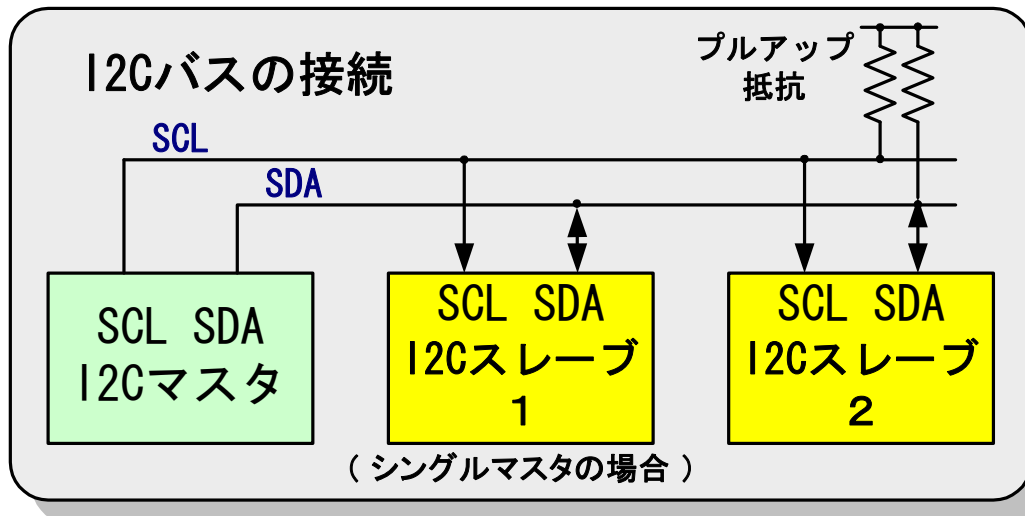 I2Cバスの接続
プルアップ
抵抗
SCL
SDA
SCL SDA
I2Cマスタ
SCL SDA
I2Cスレーブ
1
SCL SDA
I2Cスレーブ
2
(シングルマスタの場合)